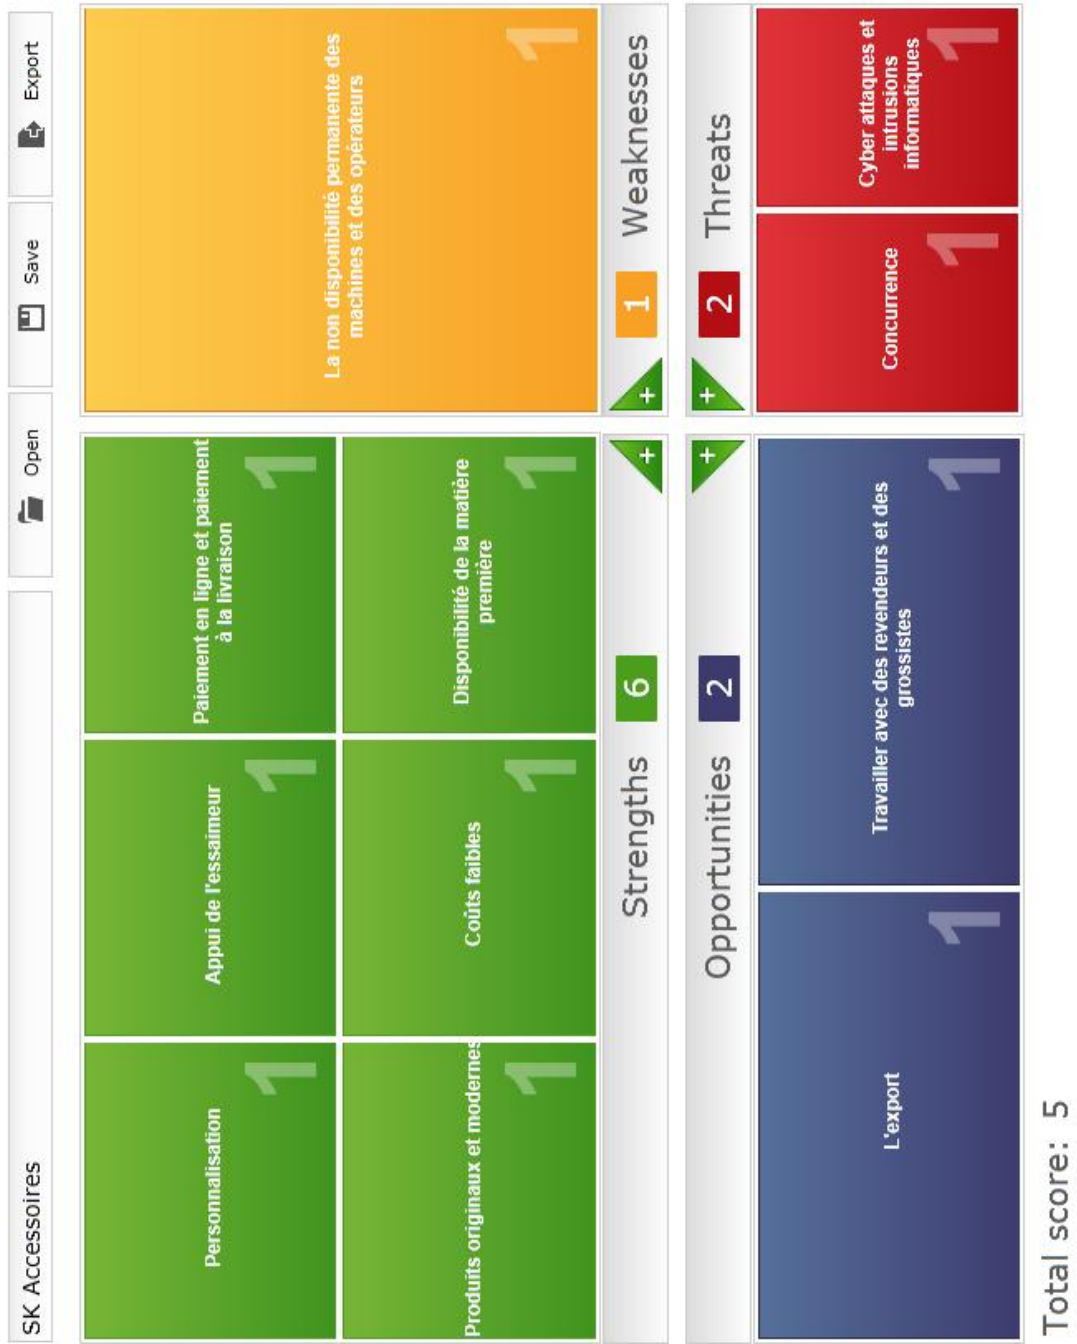 SK Accessoires
Open
Save
Export
Personnalisation
1
Appui de l'essaimeur
1
Paiement en ligne et paiement
à la livraison
1
Produits originaux et modernes
1
Coûts faibles
1
Disponibilité de la matière
première
1
La non disponibilité permanente des
machines et des opérateurs
1
Strengths
6
+
+
1
Weaknesses
Opportunities
2
+
+
2
Threats
L'export
1
Travailler avec des revendeurs et des
grossistes
1
Concurrence
1
Cyber attaques et
intrusions
informatiques
1
Total score: 5